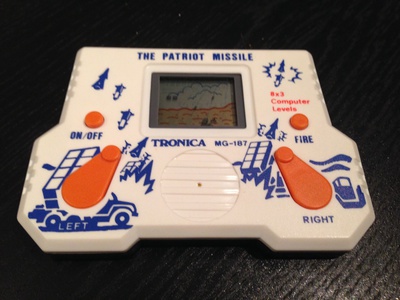 THE PATRIOT MISSILE
8x3
Computer
Levels
ON/OFF
FIRE
TRONICA MG-187
LEFT
RIGHT